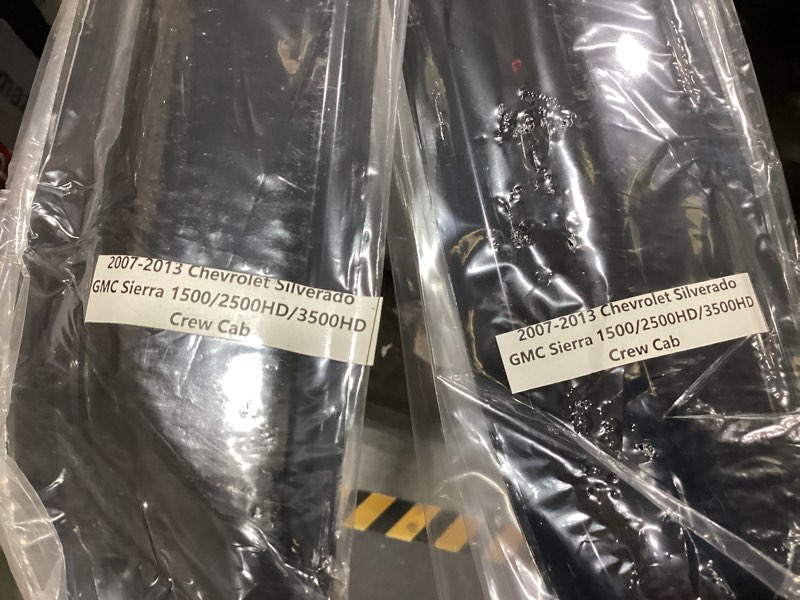 2007-2013 Chevrolet Silverado
GMC Sierra 1500/2500HD/3500HD
Crew Cab
2007-2013 Chevrolet Silverado
GMC Sierra 1500/2500HD/3500HD
Crew Cab